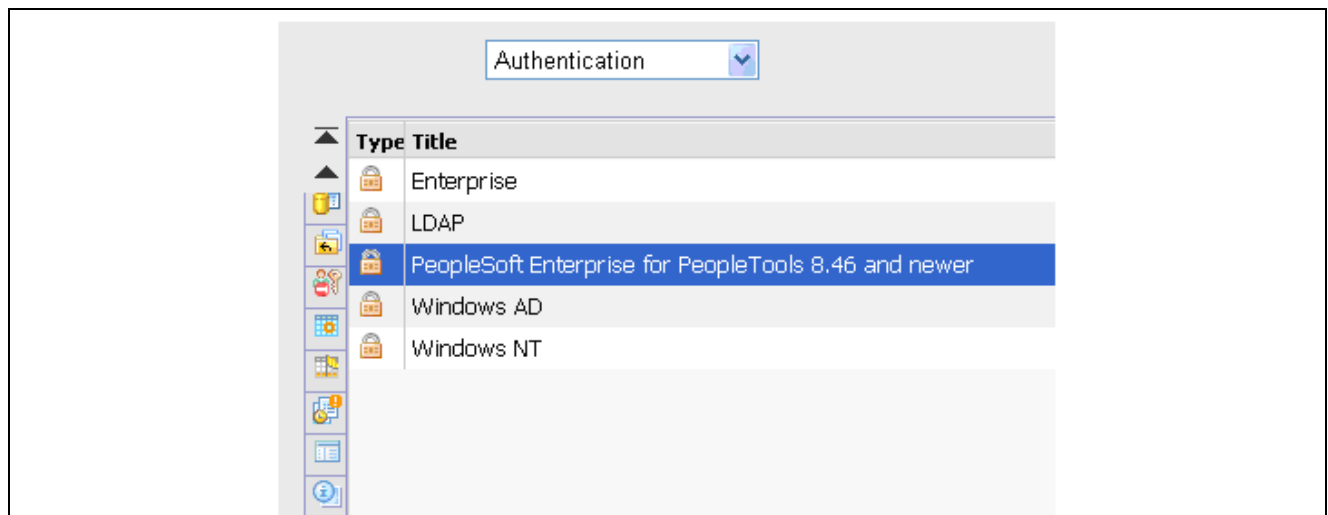 Authentication
Type Title
Enterprise
LDAP
PeopleSoft Enterprise for PeopleTools 8.46 and newer
Windows AD
Windows NT